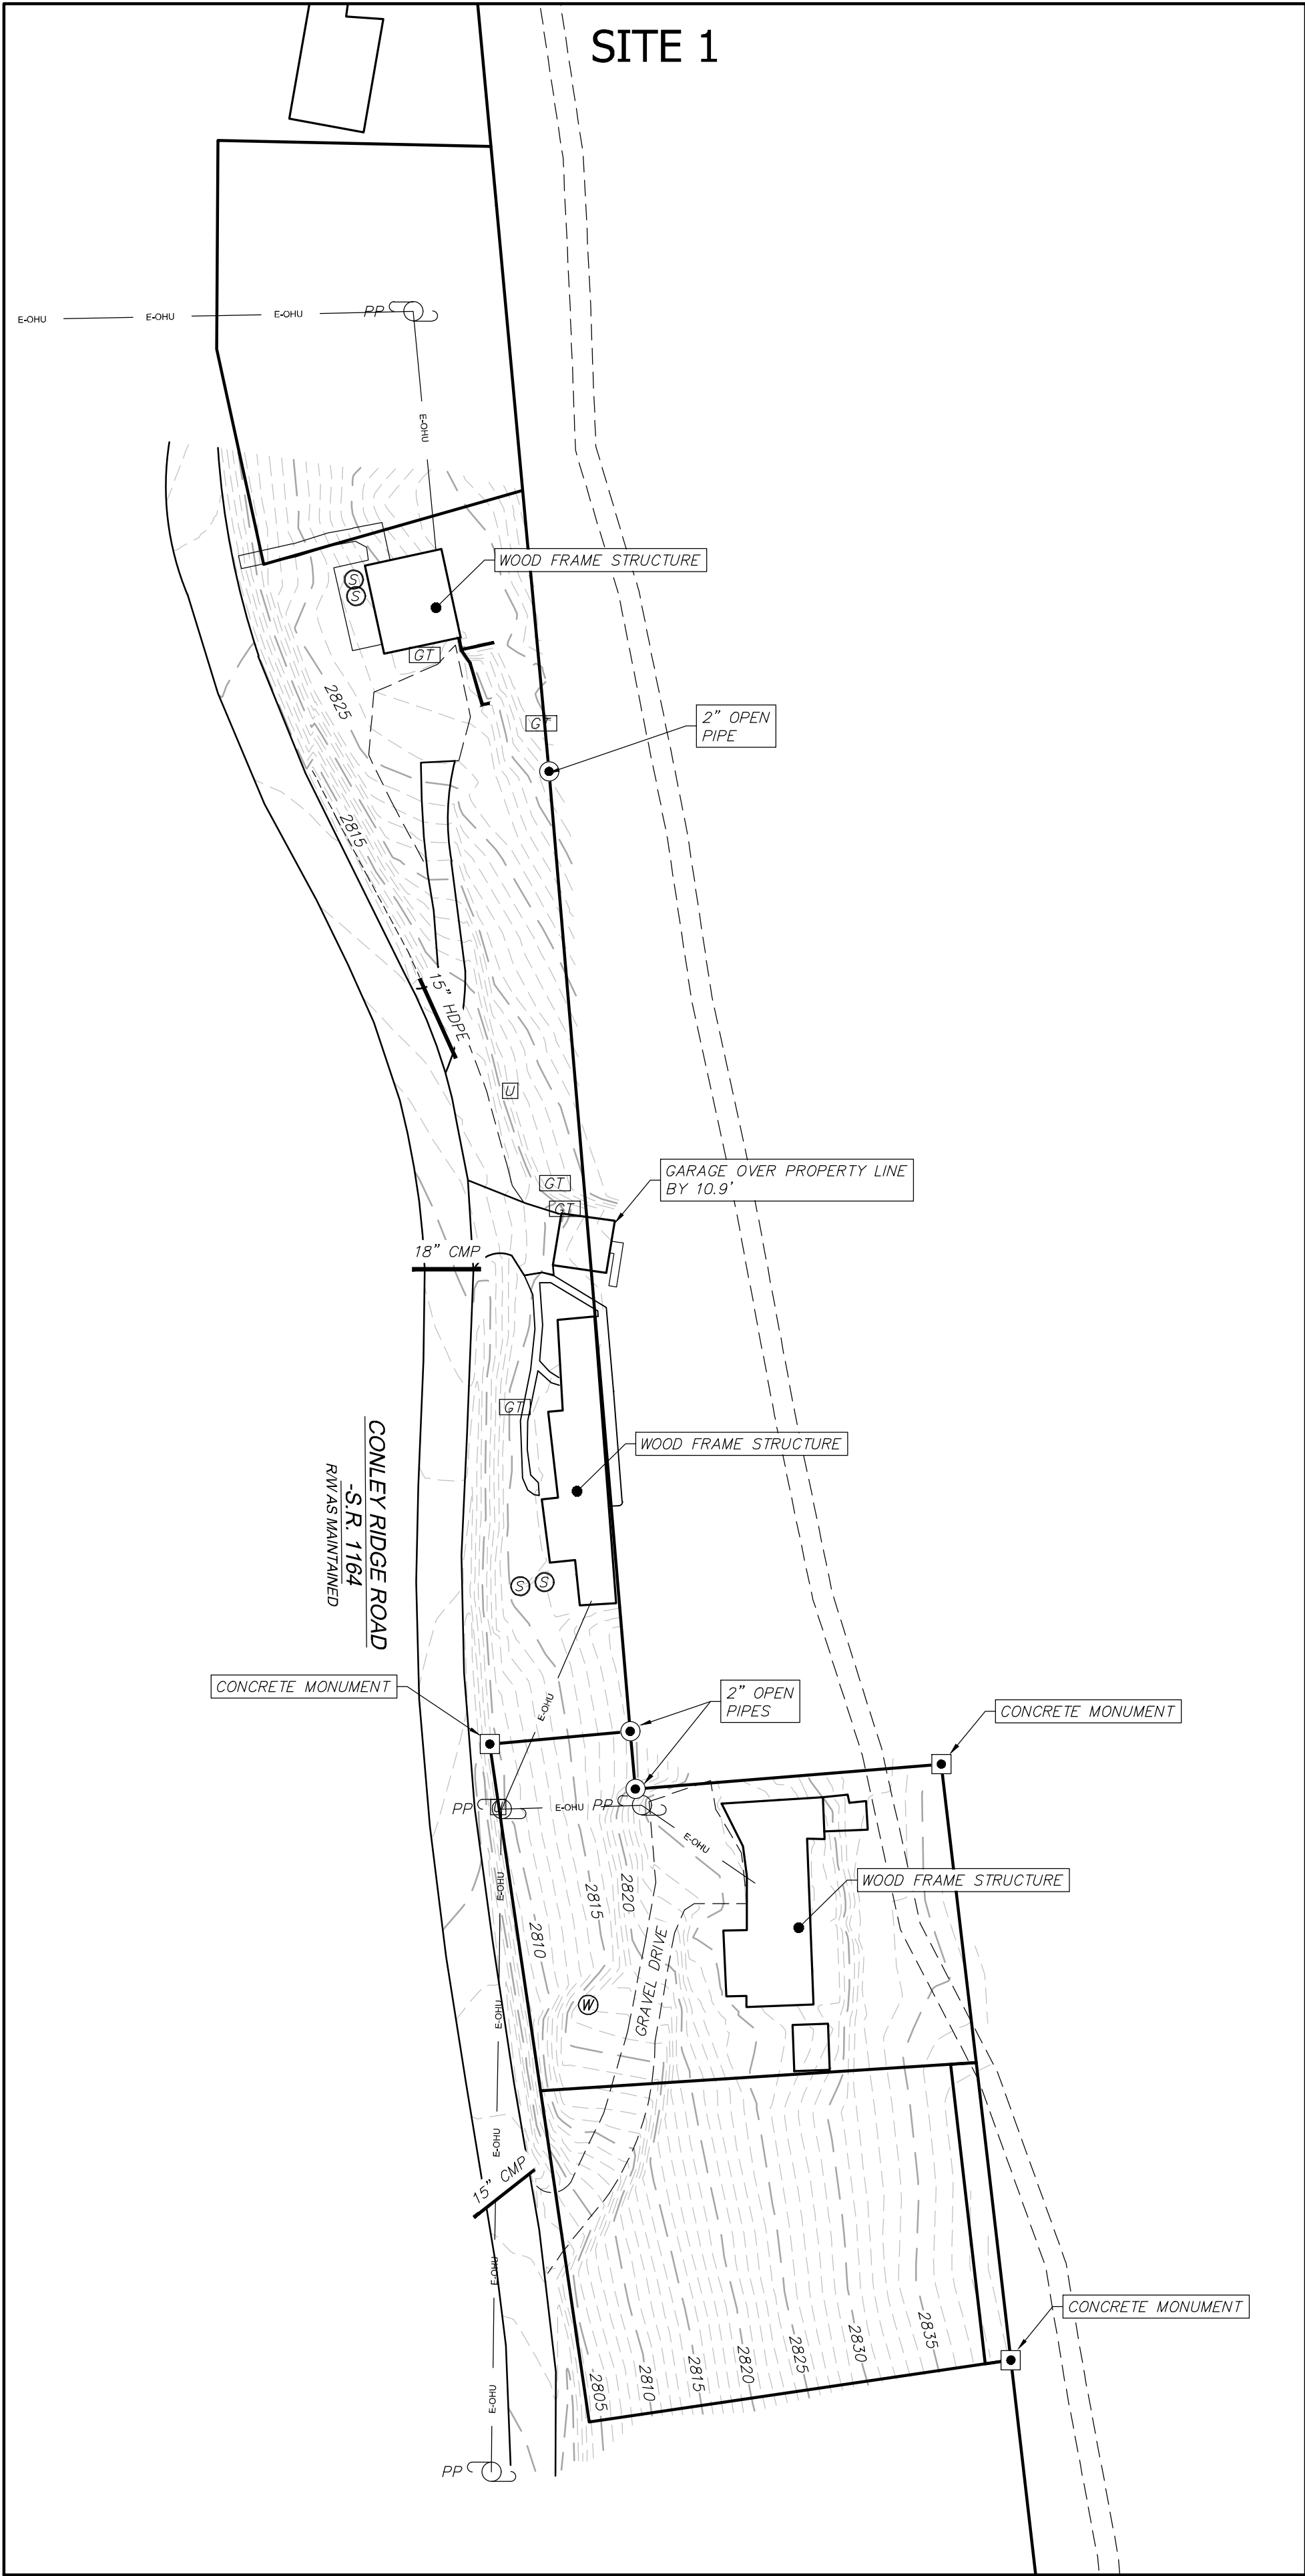 SITE 1
E-OHU
E-OHU
E-OHU
PP
E-OHU
WOOD FRAME STRUCTURE
S
S
GT
2825
GT
2" OPEN
PIPE
2815
15" HDPE
U
GT
GT
GARAGE OVER PROPERTY LINE
BY 10.9'
18" CMP
GT
WOOD FRAME STRUCTURE
CONLEY RIDGE ROAD
-S.R. 1164
R/W AS MAINTAINED
S
S
CONCRETE MONUMENT
E-OHU
2" OPEN
PIPES
CONCRETE MONUMENT
PP
U
E-OHU
PP
E-OHU
WOOD FRAME STRUCTURE
E-OHU
2810
2815
2820
GRAVEL DRIVE
W
E-OHU
E-OHU
15" CMP
E-OHU
CONCRETE MONUMENT
2805
2810
2815
2820
2825
2830
2835
E-OHU
PP